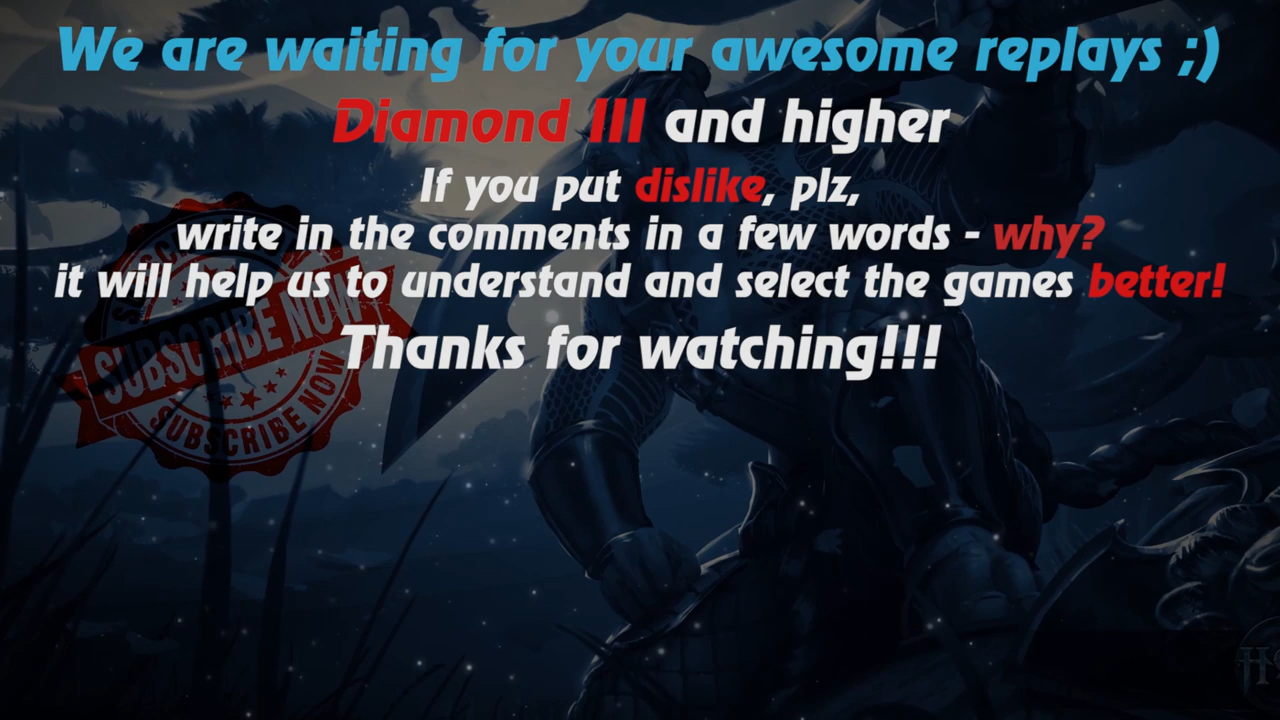 We are waiting for your awesome replays ;)
Diamond III and higher
If you put dislike, plz,
write in the comments in a few words - why?
it will help us to understand and select the games better!
Thanks for watching!!!
SUBSCRIBE NOW
SUBSCRIBE NOW